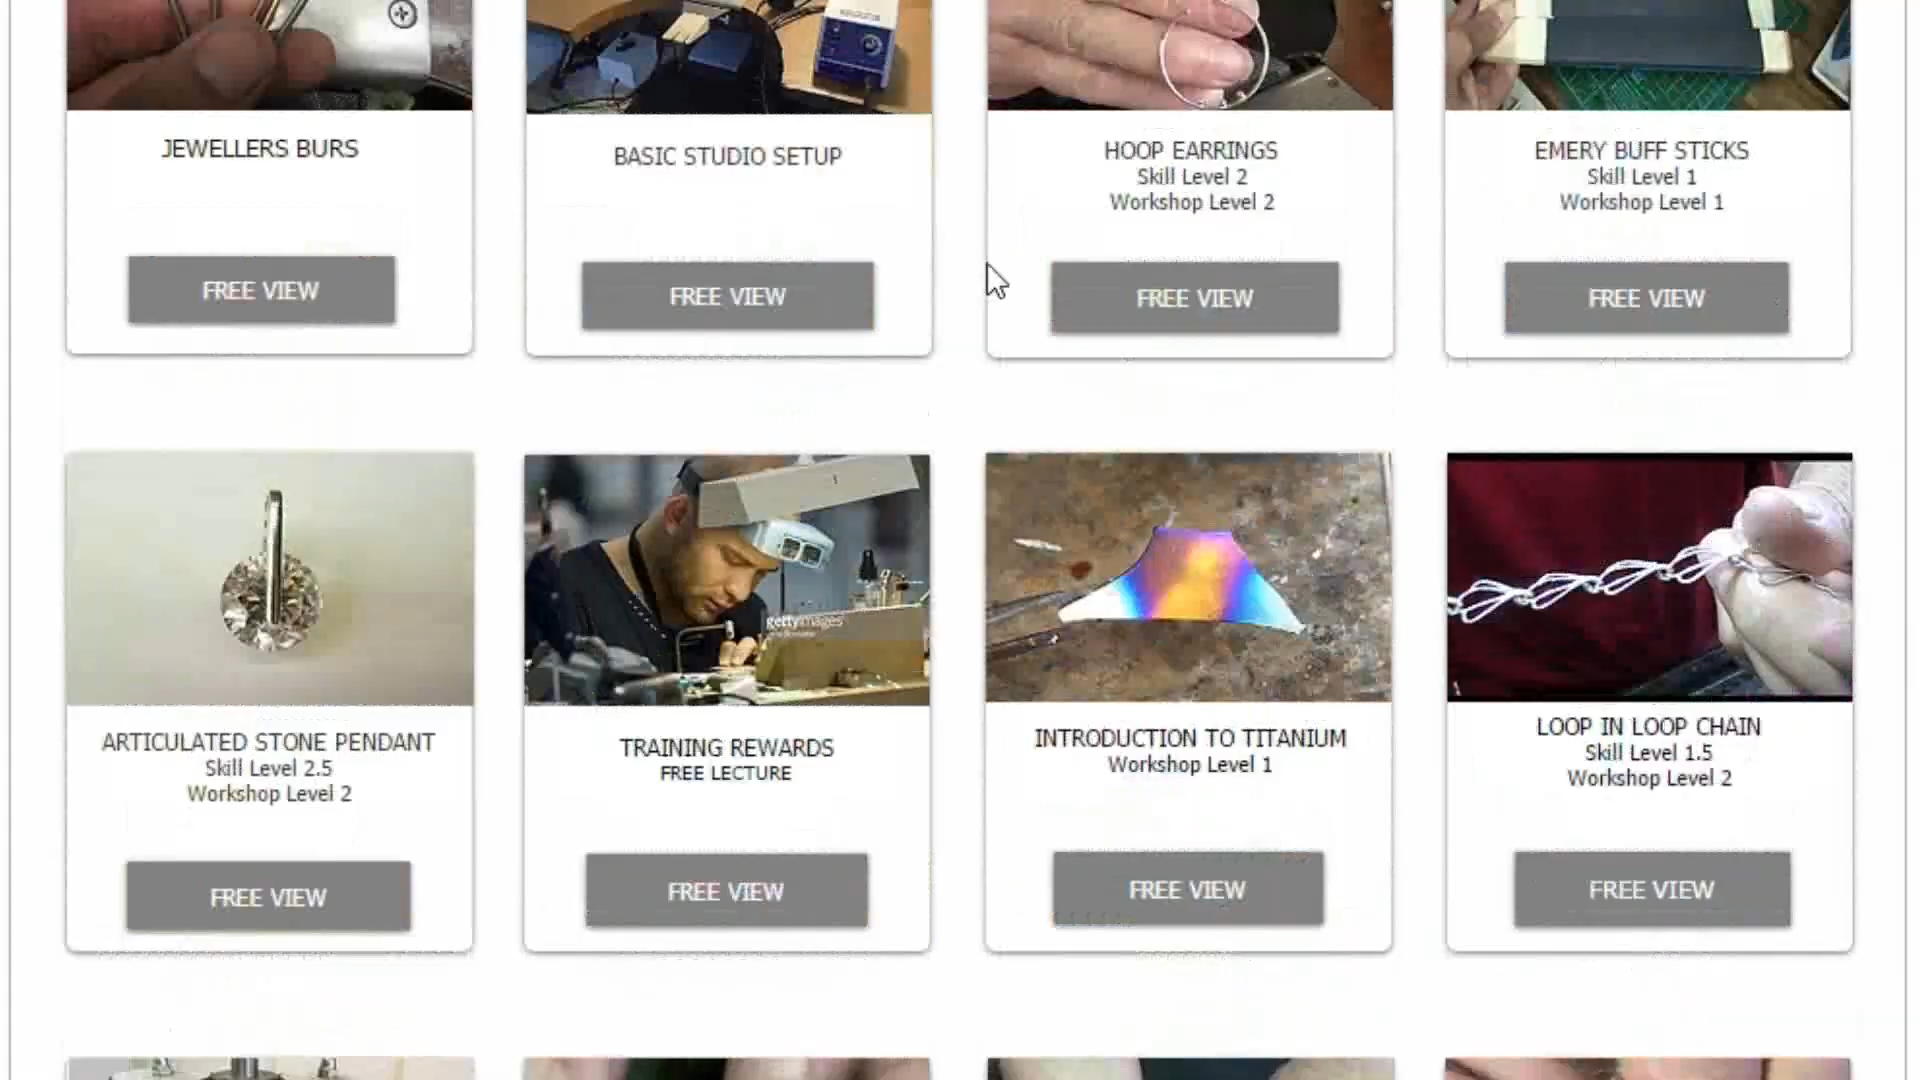 JEWELLERS BURS
FREE VIEW
BASIC STUDIO SETUP
FREE VIEW
HOOP EARRINGS
Skill Level 2
Workshop Level 2
FREE VIEW
EMERY BUFF STICKS
Skill Level 1
Workshop Level 1
FREE VIEW
ARTICULATED STONE PENDANT
Skill Level 2.5
Workshop Level 2
FREE VIEW
gettyimages
TRAINING REWARDS
FREE LECTURE
FREE VIEW
INTRODUCTION TO TITANIUM
Workshop Level 1
FREE VIEW
LOOP IN LOOP CHAIN
Skill Level 1.5
Workshop Level 2
FREE VIEW